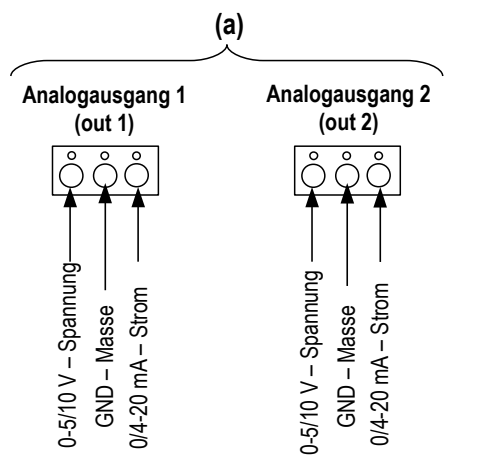 (a)
Analogausgang 1
(out 1)
Analogausgang 2
(out 2)
0-5/10 V – Spannung
GND – Masse
0/4-20 mA – Strom
0-5/10 V – Spannung
GND – Masse
0/4-20 mA – Strom